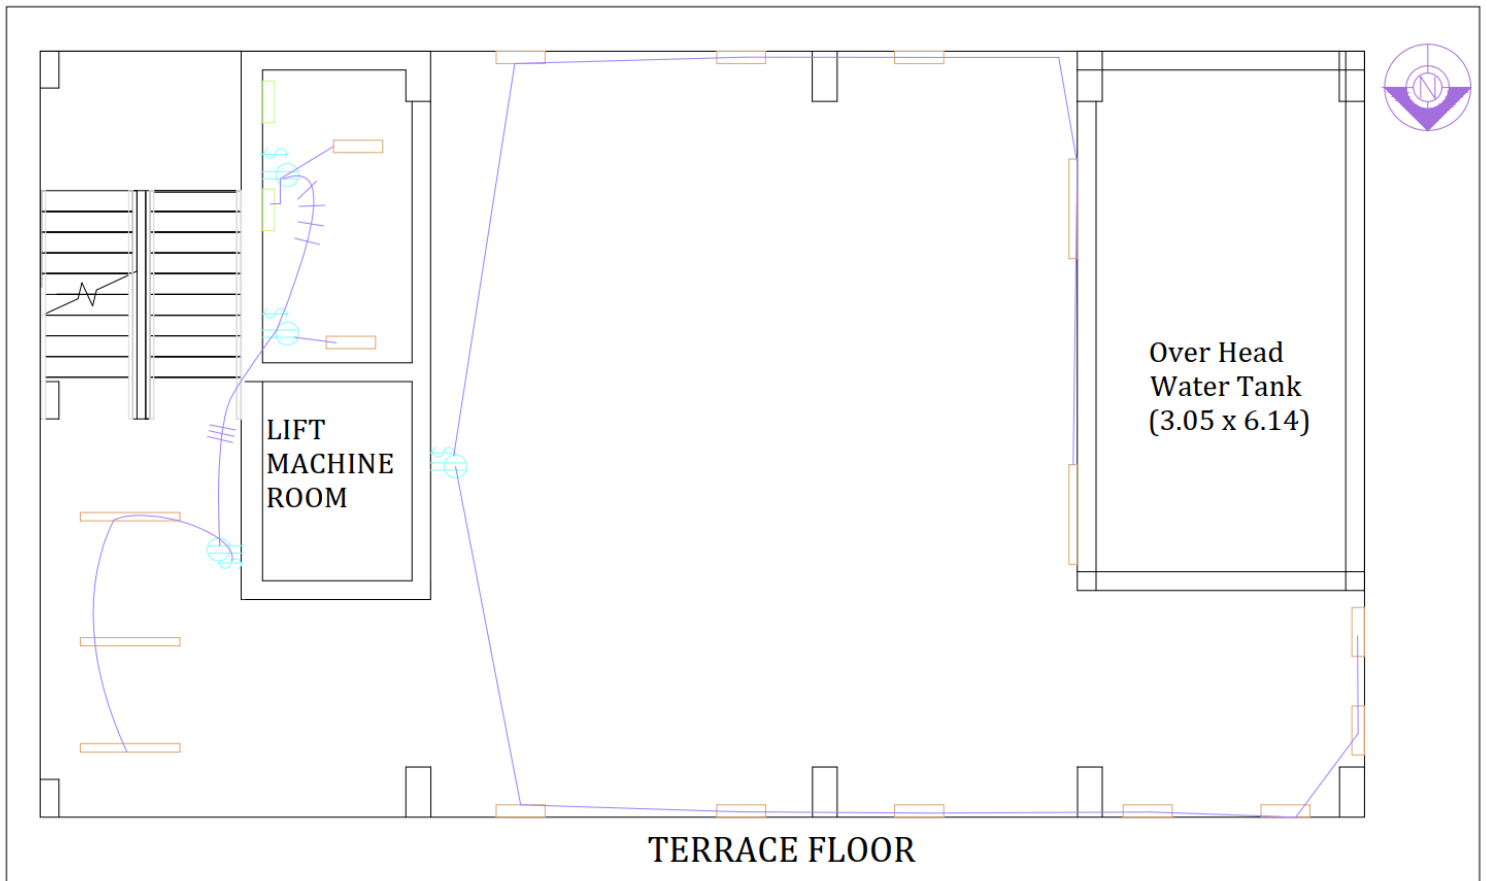 N
Over Head
Water Tank
(3.05 x 6.14)
LIFT
MACHINE
ROOM
TERRACE FLOOR